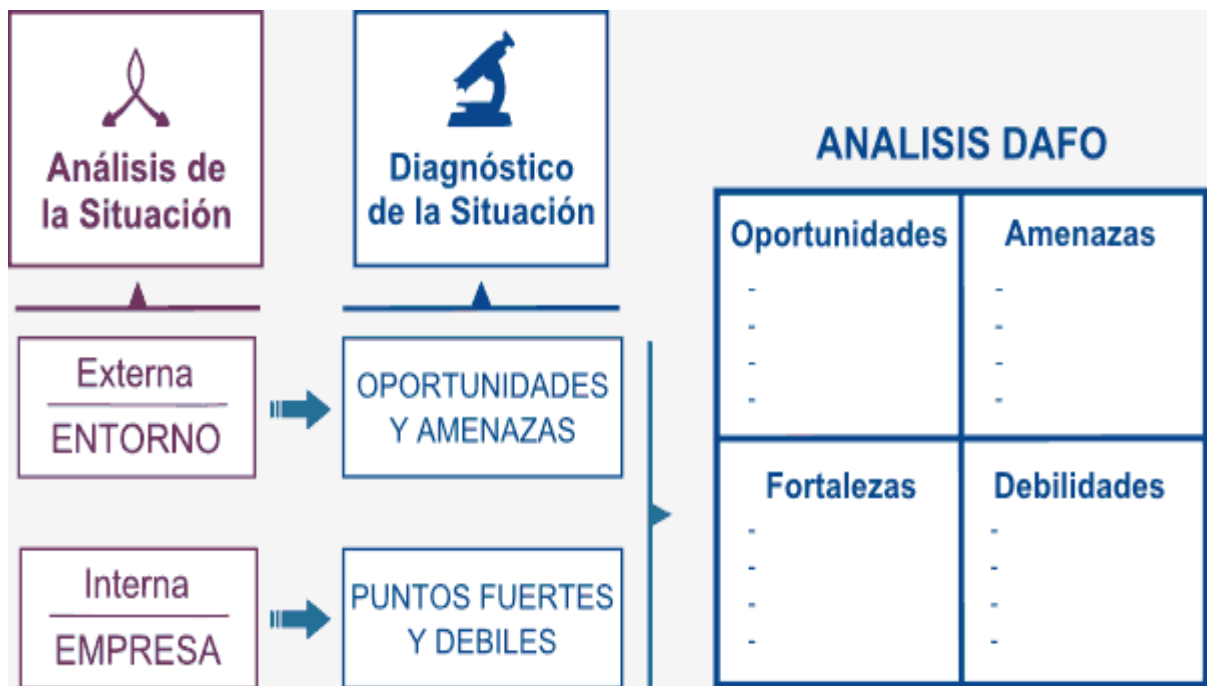 Análisis de
la Situación
Diagnóstico
de la Situación
Externa
ENTORNO
OPORTUNIDADES
Y AMENAZAS
Interna
EMPRESA
PUNTOS FUERTES
Y DEBILES
ANALISIS DAFO
Oportunidades
-
-
-
-
Amenazas
-
-
-
-
Fortalezas
-
-
-
-
Debilidades
-
-
-
-